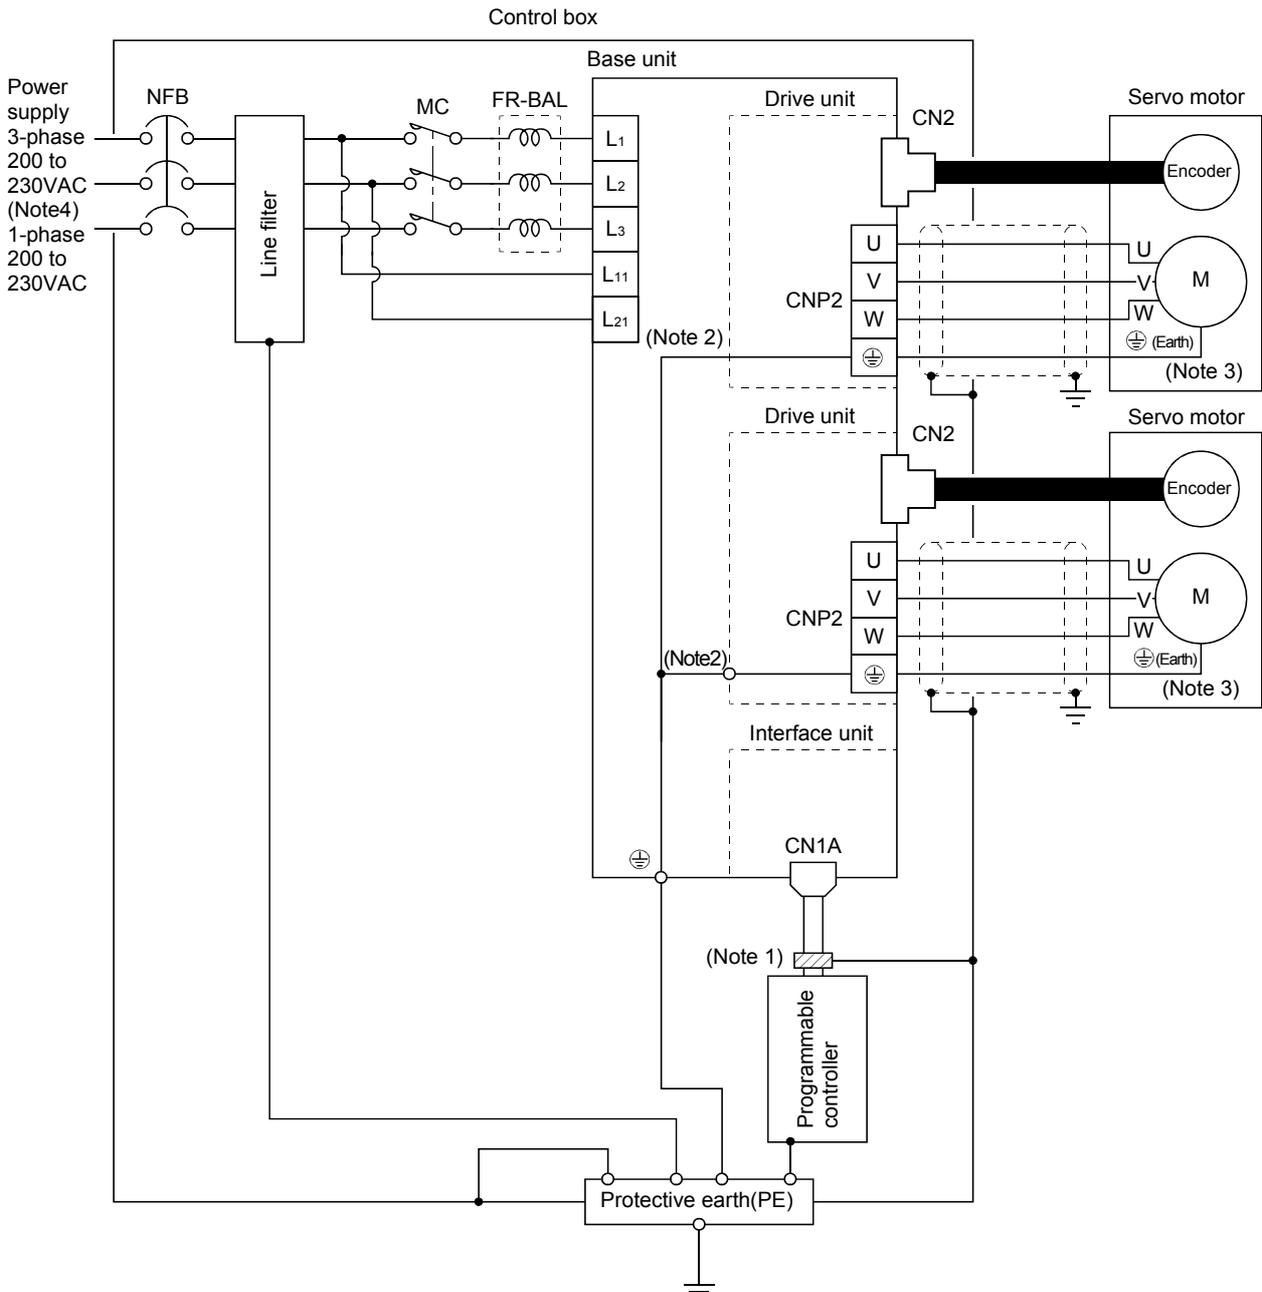 Control box
Base unit
Power
supply
3-phase
200 to
230VAC
(Note4)
1-phase
200 to
230VAC
NFB
Line filter
MC
FR-BAL
L1
L2
L3
L11
L21
Drive unit
CN2
Servo motor
Encoder
U
V
W
CNP2
U
V
W
M
(Earth)
(Note 3)
(Note 2)
Drive unit
CN2
Servo motor
Encoder
U
V
W
CNP2
U
V
W
M
(Earth)
(Note 3)
(Note2)
Interface unit
CN1A
(Note 1)
Programmable
controller
Protective earth(PE)